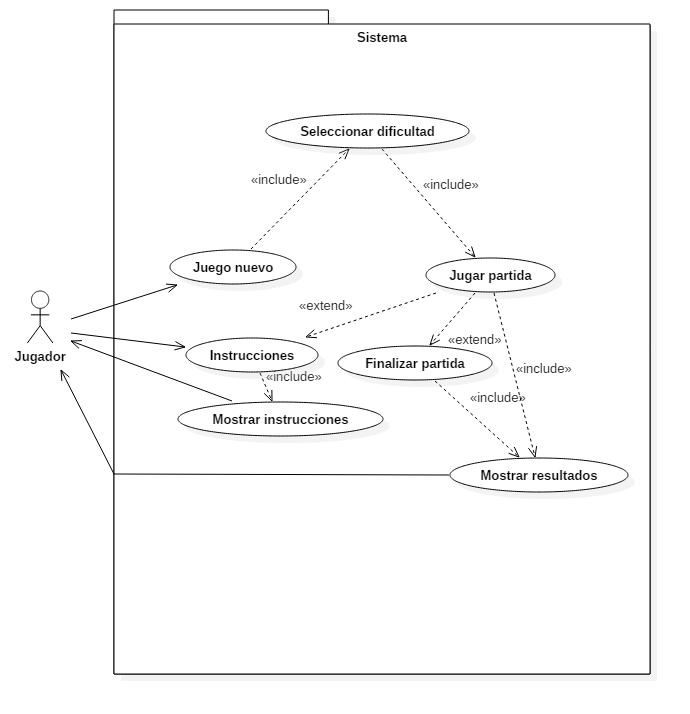 Sistema
Seleccionar dificultad
«include»
«include»
Juego nuevo
Jugar partida
«extend»
«extend»
Jugador
Instrucciones
Finalizar partida
«include»
«include»
«include»
Mostrar instrucciones
Mostrar resultados